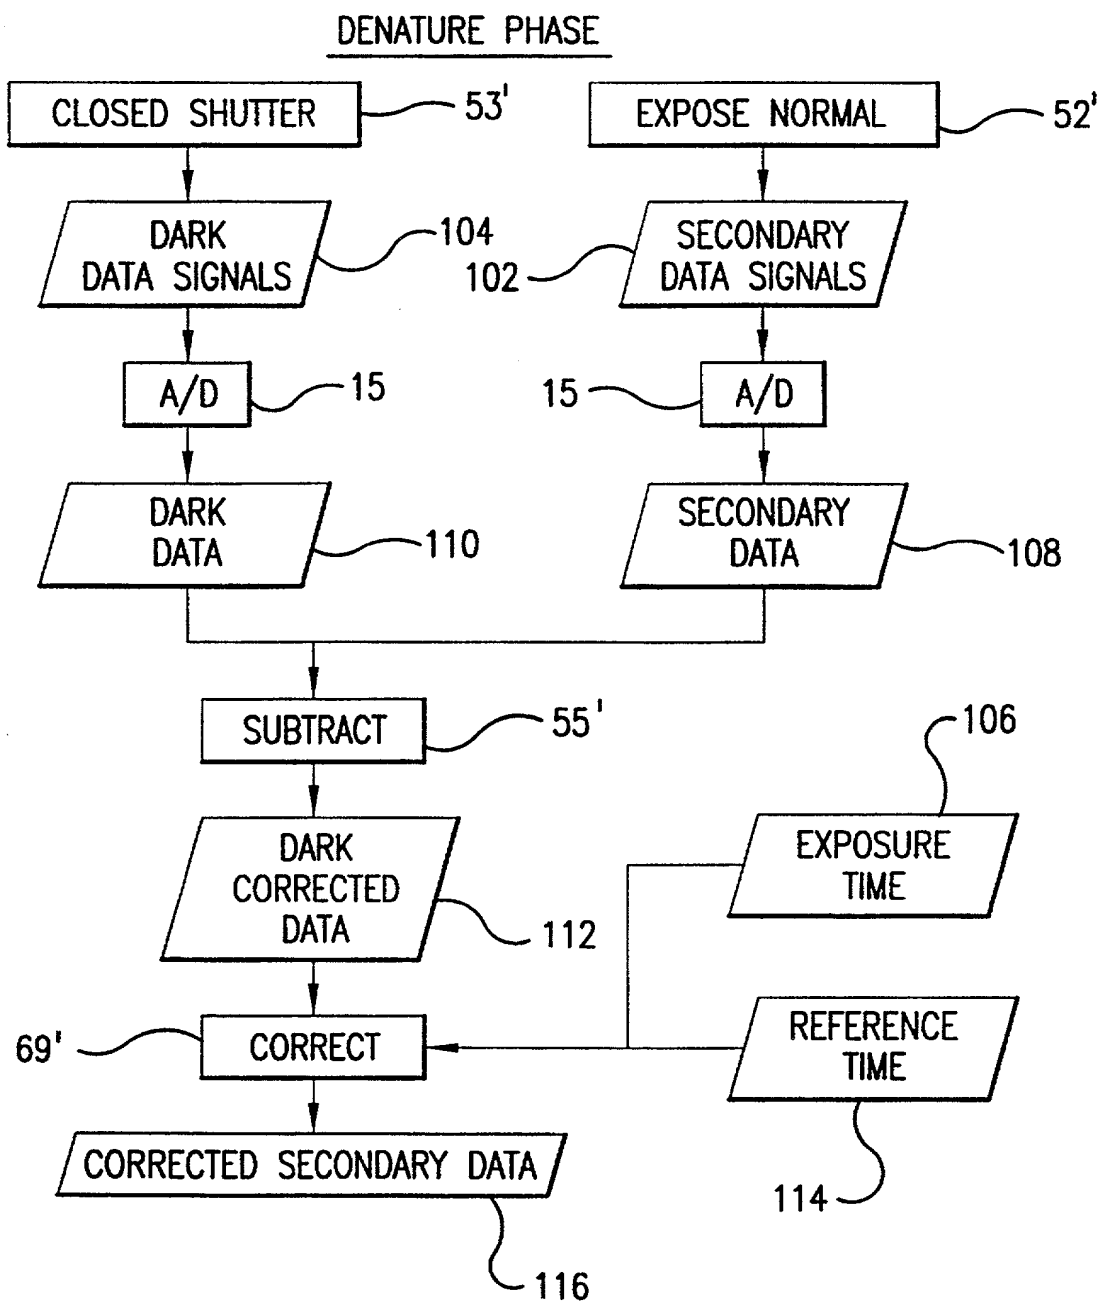 DENATURE PHASE
CLOSED SHUTTER
53'
EXPOSE NORMAL
52'
DARK
DATA SIGNALS
104
102
SECONDARY
DATA SIGNALS
A/D
15
15
A/D
DARK
DATA
110
SECONDARY
DATA
108
SUBTRACT
55'
106
DARK
CORRECTED
DATA
112
EXPOSURE
TIME
69'
CORRECT
REFERENCE
TIME
114
CORRECTED SECONDARY DATA
116